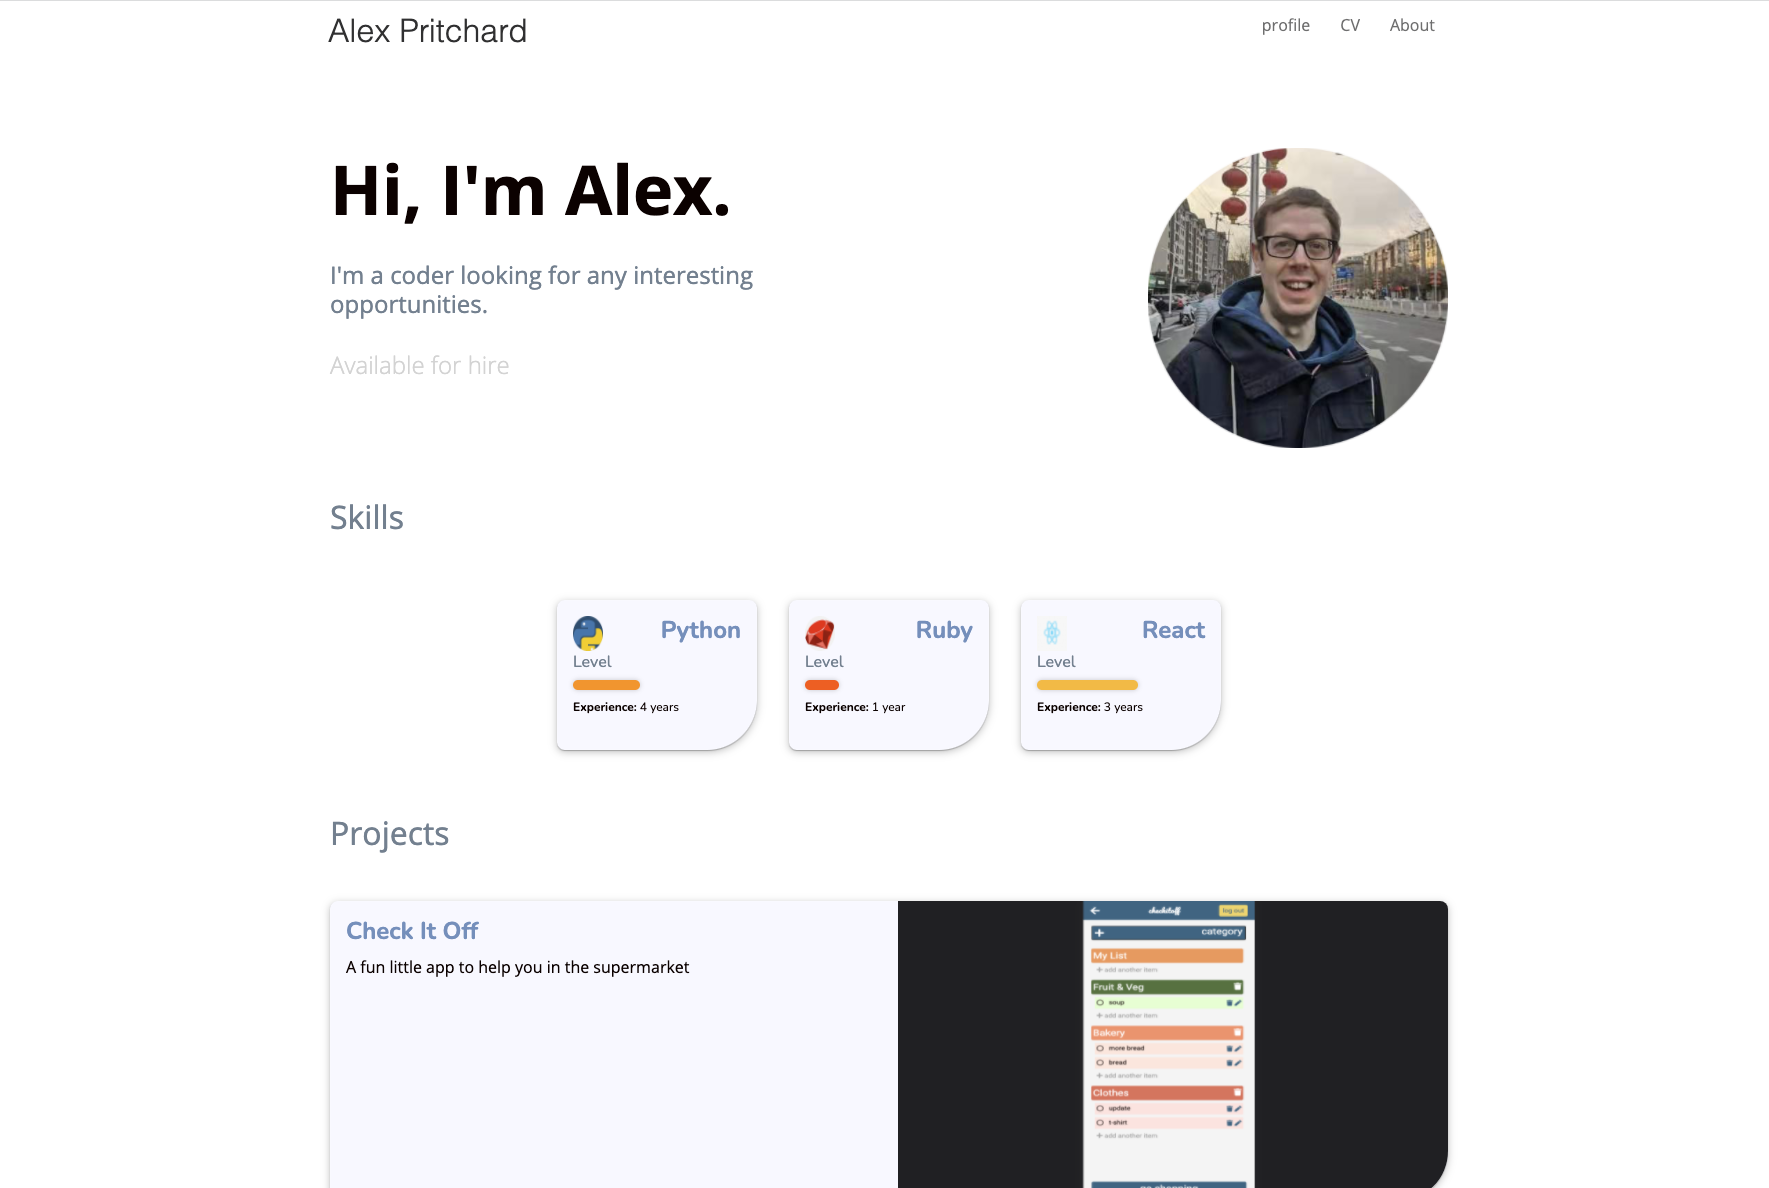 Alex Pritchard
profile CV About
Hi, I'm Alex.
I'm a coder looking for any interesting
opportunities.
Available for hire
Skills
Python
Level
Experience: 4 years
Ruby
Level
Experience: 1 year
React
Level
Experience: 3 years
Projects
Check It Off
A fun little app to help you in the supermarket
checkitoff log out
+ category
My List
+ add another item
Fruit & Veg
soup
+ add another item
Bakery
more bread
bread
+ add another item
Clothes
update
t-shirt
+ add another item